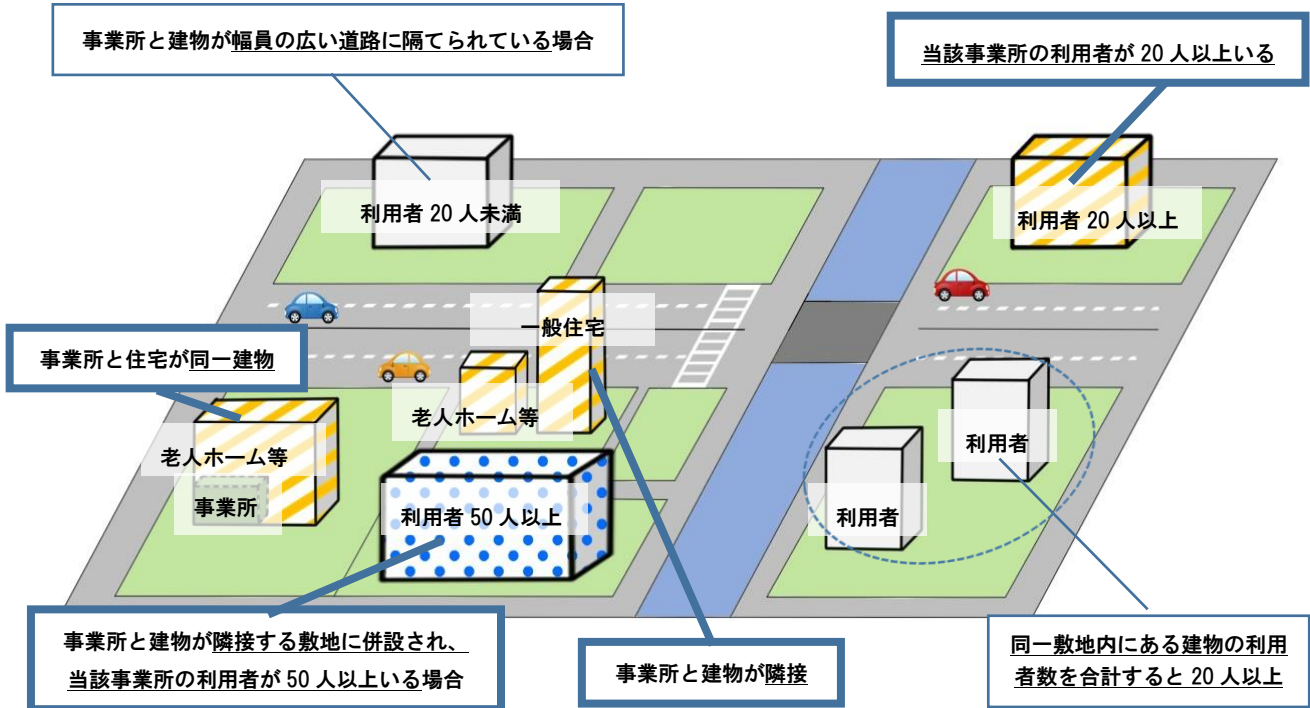 事業所と建物が幅員の広い道路に隔てられている場合
当該事業所の利用者が 20 人以上いる
利用者 20 人未満
利用者 20 人以上
一般住宅
事業所と住宅が同一建物
老人ホーム等
老人ホーム等
利用者
事業所
利用者 50 人以上
利用者
事業所と建物が隣接する敷地に併設され、
当該事業所の利用者が 50 人以上いる場合
事業所と建物が隣接
同一敷地内にある建物の利用
者数を合計すると 20 人以上